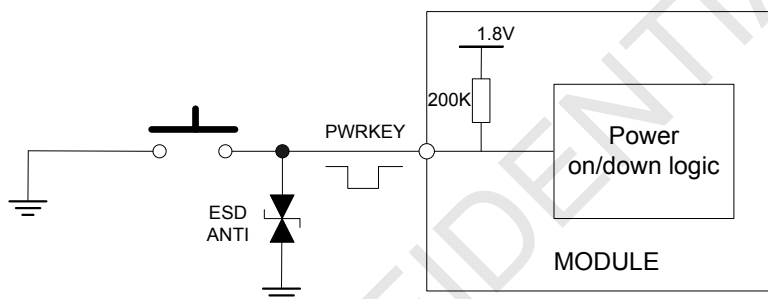 1.8V
200K
PWRKEY
Power
on/down logic
ESD
ANTI
MODULE